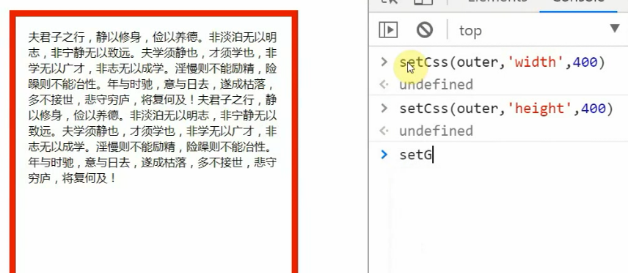 夫君子之行，静以修身，俭以养德。非淡泊无以明
志，非宁静无以致远。夫学须静也，才须学也，非
学无以广才，非志无以成学。淫慢则不能励精，险
躁则不能冶性。年与时驰，意与日去，遂成枯落，
多不接世，悲守穷庐，将复何及！夫君子之行，静
以修身，俭以养德。非淡泊无以明志，非宁静无以
致远。夫学须静也，才须学也，非学无以广才，非
志无以成学。淫慢则不能励精，险躁则不能冶性。
年与时驰，意与日去，遂成枯落，多不接世，悲守
穷庐，将复何及！
Elements Console
top
setCss(outer,'width',400)
undefined
setCss(outer,'height',400)
undefined
setG